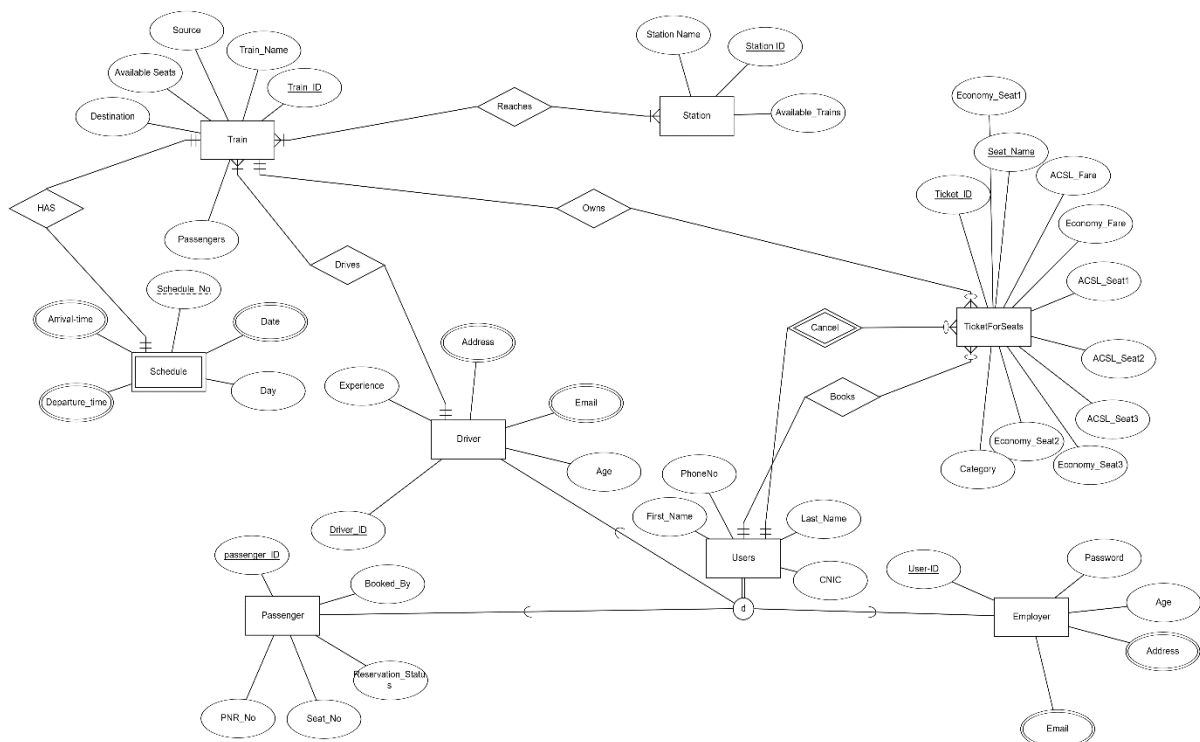 Source
Station Name
Station ID
Train_Name
Available Seats
Train_ID
Economy_Seat1
Destination
Reaches
Station
Available_Trains
Train
Seat_Name
ACSL_Fare
Ticket_ID
HAS
Owns
Economy_Fare
Passengers
Drives
Schedule_No
ACSL_Seat1
Arrival-time
Date
Cancel
TicketForSeats
Address
Schedule
ACSL_Seat2
Experience
Day
Departure_time
Email
Books
ACSL_Seat3
Driver
Economy_Seat2
Economy_Seat3
Category
Age
PhoneNo
First_Name
Last_Name
Driver_ID
passenger_ID
Users
Password
User-ID
CNIC
Booked_By
Age
d
Passenger
Employer
Address
Reservation_Statu
s
PNR_No
Seat_No
Email